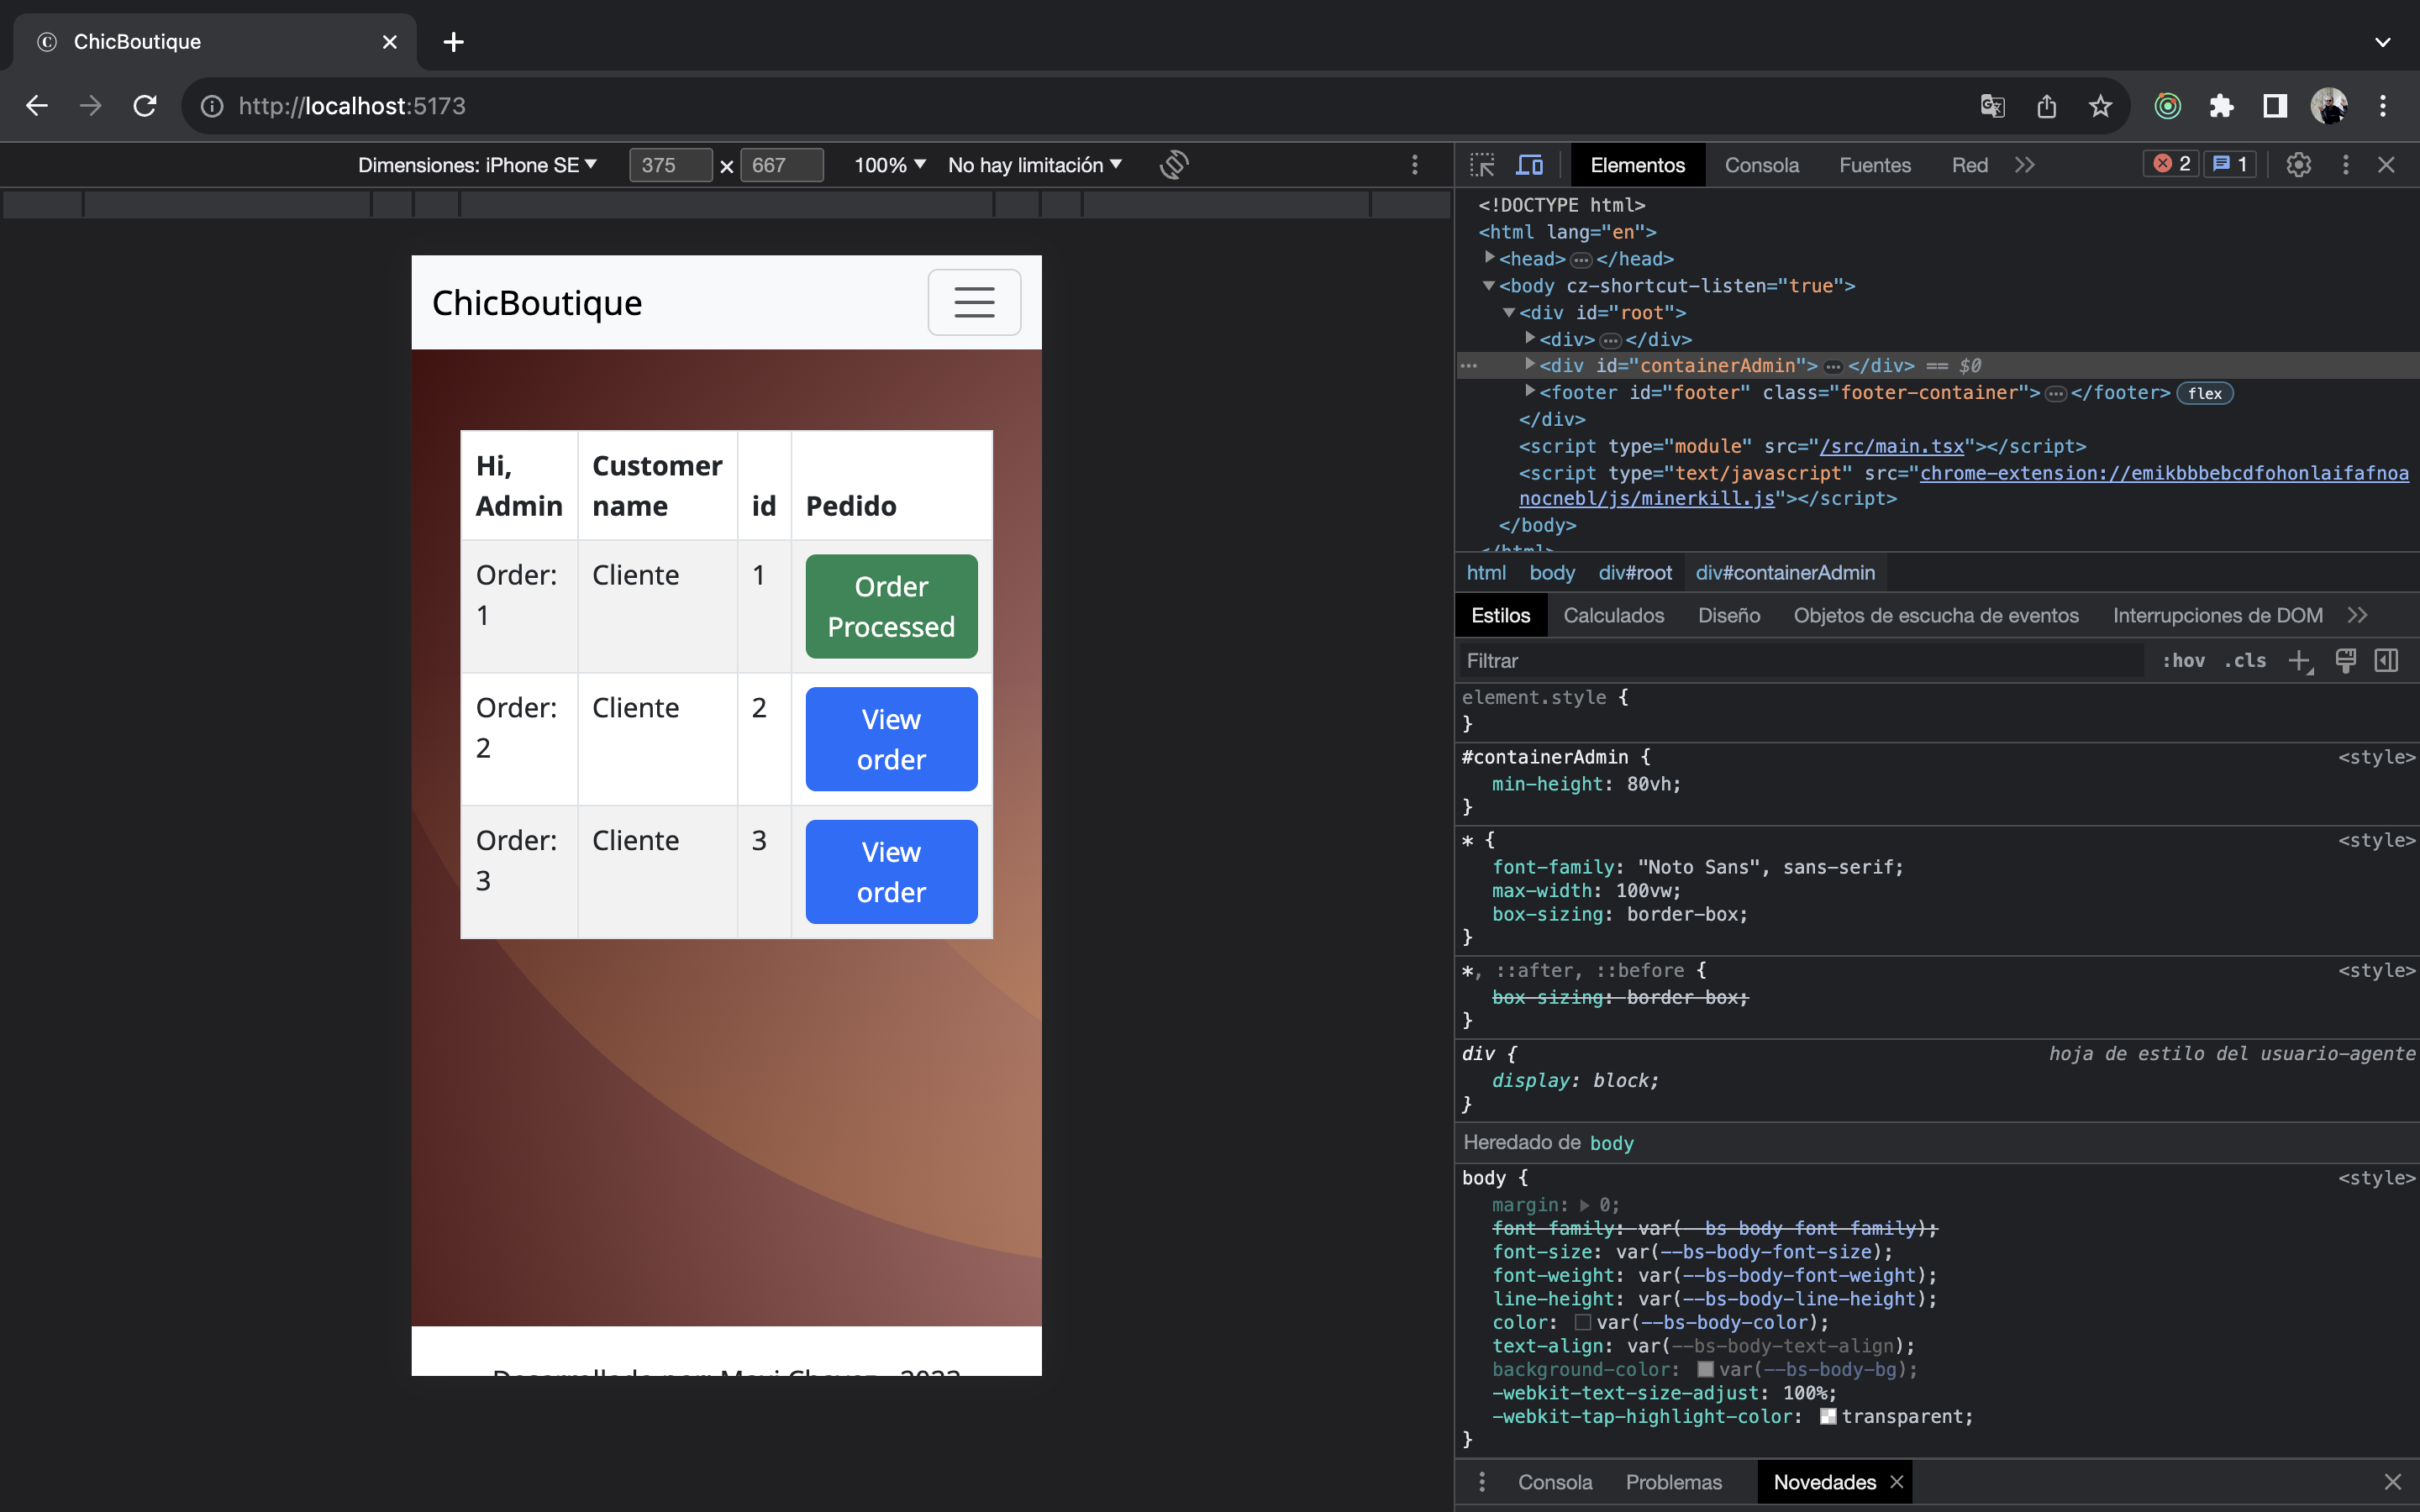 ChicBoutique
http://localhost:5173
Dimensiones: iPhone SE 375 × 667 100% No hay limitación
Elementos Consola Fuentes Red 2 1
ChicBoutique
Hi, Admin
Customer name
id
Pedido
Order: 1
Cliente
1
Order Processed
Order: 2
Cliente
2
View order
Order: 3
Cliente
3
View order
<!DOCTYPE html>
<html lang="en">
<head>…</head>
<body cz-shortcut-listen="true">
<div id="root">
<div>…</div>
<div id="containerAdmin">…</div> == $0
<footer id="footer" class="footer-container">…</footer> flex
</div>
<script type="module" src="/src/main.tsx"></script>
<script type="text/javascript" src="chrome-extension://emikbbbebcdfohonlaifafnoa
nocnebl/js/minerkill.js"></script>
</body>
</html>
html body div#root div#containerAdmin
Estilos Calculados Diseño Objetos de escucha de eventos Interrupciones de DOM
Filtrar :hov .cls
element.style {
}
#containerAdmin { <style>
min-height: 80vh;
}
* { <style>
font-family: "Noto Sans", sans-serif;
max-width: 100vw;
box-sizing: border-box;
}
*, ::after, ::before { <style>
box-sizing: border-box;
}
div { hoja de estilo del usuario-agente
display: block;
}
Heredado de body
body { <style>
margin: 0;
font-family: var(--bs-body-font-family);
font-size: var(--bs-body-font-size);
font-weight: var(--bs-body-font-weight);
line-height: var(--bs-body-line-height);
color: var(--bs-body-color);
text-align: var(--bs-body-text-align);
background-color: var(--bs-body-bg);
-webkit-text-size-adjust: 100%;
-webkit-tap-highlight-color: transparent;
}
Consola Problemas Novedades